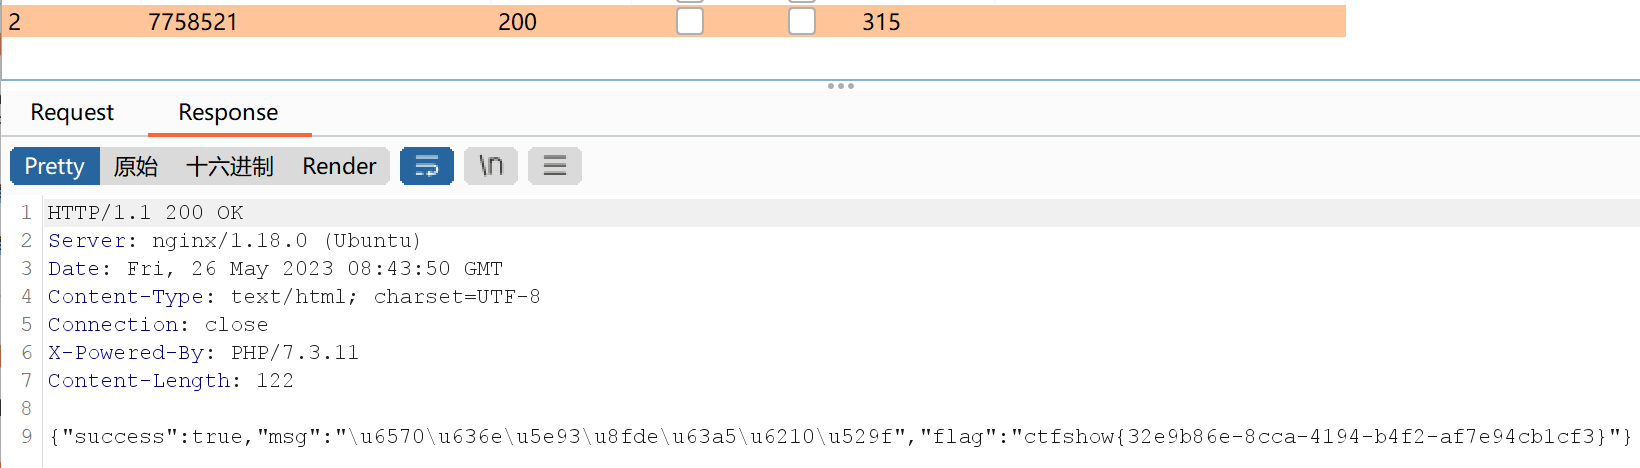 2 7758521 200 315
Request Response
Pretty 原始 十六进制 Render \n
1 HTTP/1.1 200 OK
2 Server: nginx/1.18.0 (Ubuntu)
3 Date: Fri, 26 May 2023 08:43:50 GMT
4 Content-Type: text/html; charset=UTF-8
5 Connection: close
6 X-Powered-By: PHP/7.3.11
7 Content-Length: 122
8
9 {"success":true,"msg":"\u6570\u636e\u5e93\u8fde\u63a5\u6210\u529f","flag":"ctfshow{32e9b86e-8cca-4194-b4f2-af7e94cb1cf3}"}